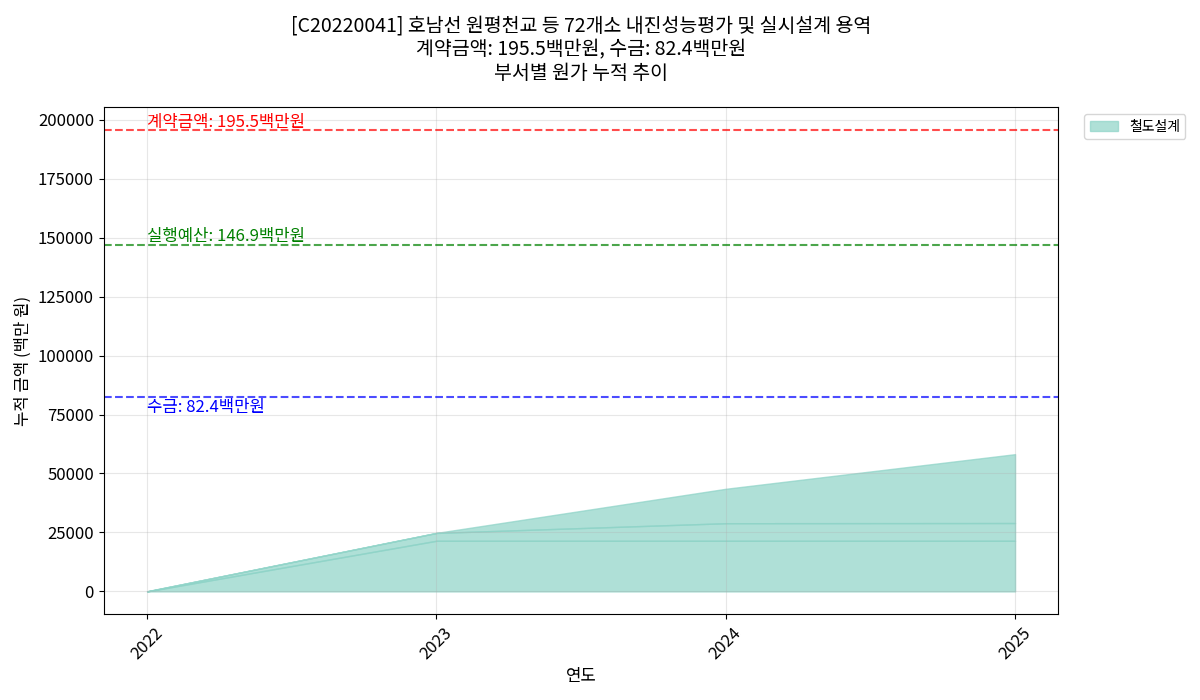 [C20220041] 호남선 원평천교 등 72개소 내진성능평가 및 실시설계 용역
계약금액: 195.5백만원, 수금: 82.4백만원
부서별 원가 누적 추이
철도설계
계약금액: 195.5백만원
실행예산: 146.9백만원
수금: 82.4백만원
누적 금액 (백만 원)
200000
175000
150000
125000
100000
75000
50000
25000
0
2022
2023
2024
2025
연도